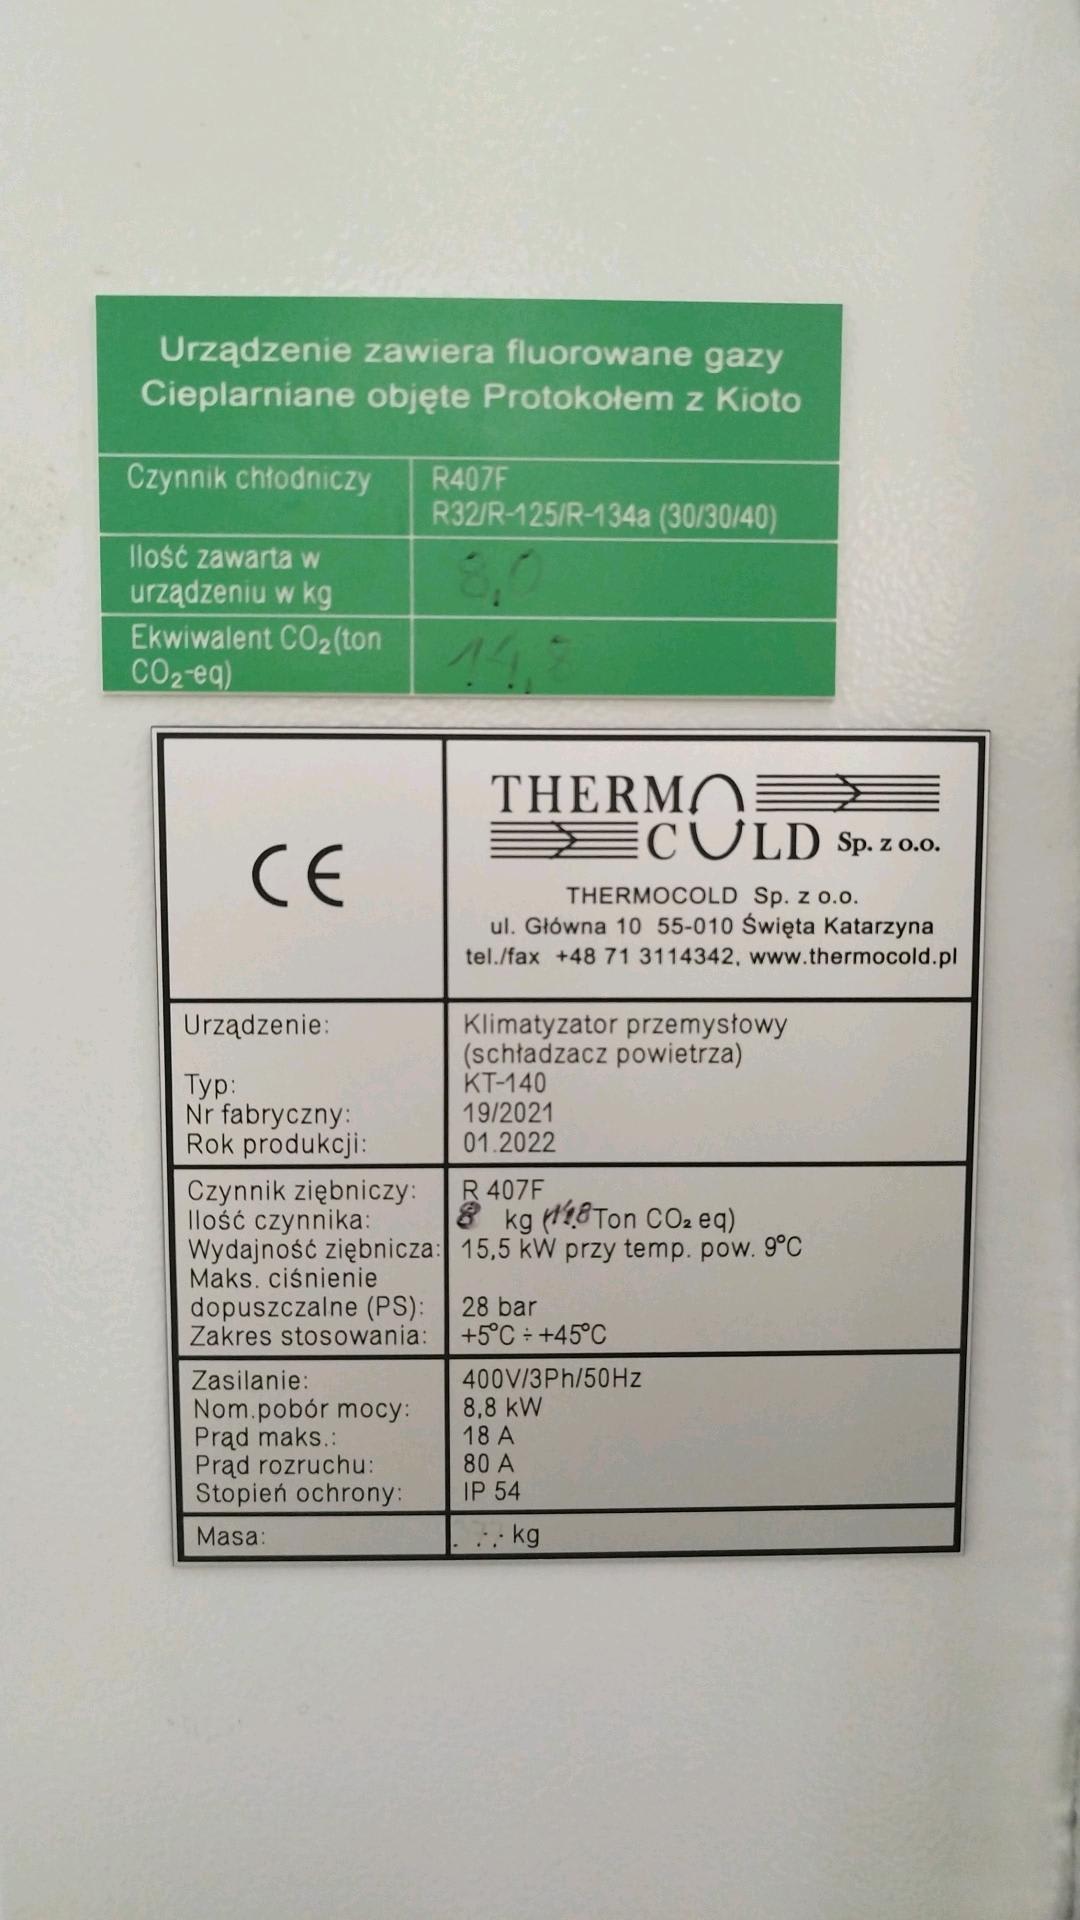 Urządzenie zawiera fluorowane gazy
Cieplarniane objęte Protokołem z Kioto
Czynnik chłodniczy
R407F
R32/R-125/R-134a (30/30/40)
Ilość zawarta w
urządzeniu w kg
8,0
Ekwiwalent CO₂(ton
CO₂-eq)
14,8
CE
THERMO
COLD Sp. z o.o.
THERMOCOLD Sp. z o.o.
ul. Główna 10 55-010 Święta Katarzyna
tel./fax +48 71 3114342, www.thermocold.pl
Urządzenie: Klimatyzator przemysłowy
(schładzacz powietrza)
Typ: KT-140
Nr fabryczny: 19/2021
Rok produkcji: 01.2022
Czynnik ziębniczy: R 407F
Ilość czynnika: 8 kg (14.8 Ton CO₂ eq)
Wydajność ziębnicza: 15,5 kW przy temp. pow. 9°C
Maks. ciśnienie
dopuszczalne (PS): 28 bar
Zakres stosowania: +5°C ÷ +45°C
Zasilanie: 400V/3Ph/50Hz
Nom.pobór mocy: 8,8 kW
Prąd maks.: 18 A
Prąd rozruchu: 80 A
Stopień ochrony: IP 54
Masa: kg